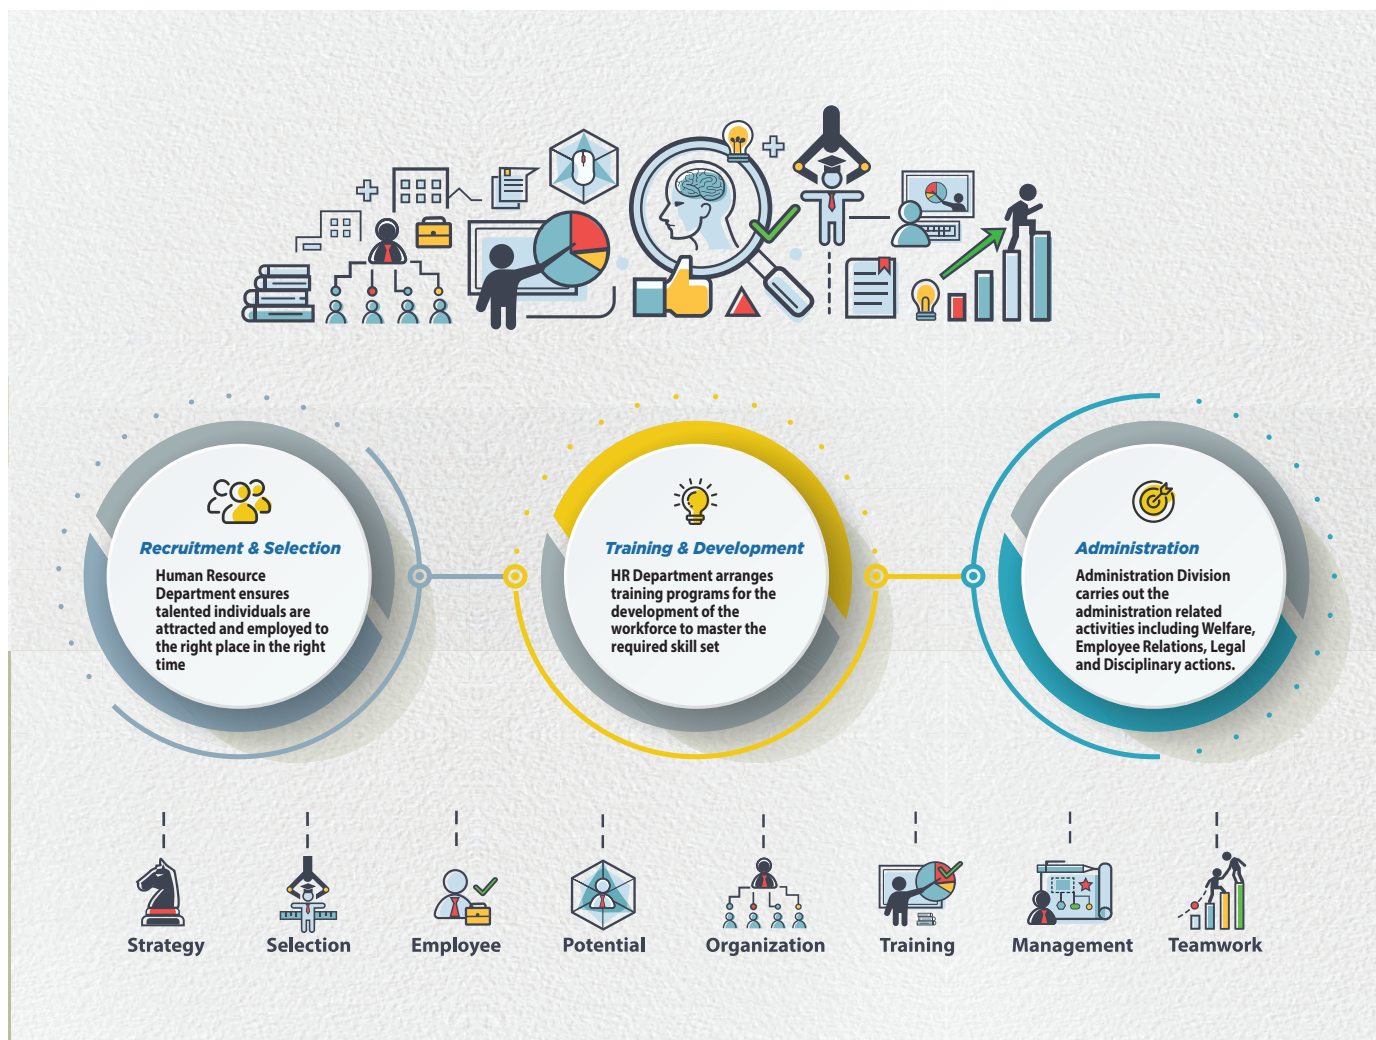 Recruitment & Selection
Human Resource
Department ensures
talented individuals are
attracted and employed to
the right place in the right
time
Training & Development
HR Department arranges
training programs for the
development of the
workforce to master the
required skill set
Administration
Administration Division
carries out the
administration related
activities including Welfare,
Employee Relations, Legal
and Disciplinary actions.
Strategy
Selection
Employee
Potential
Organization
Training
Management
Teamwork